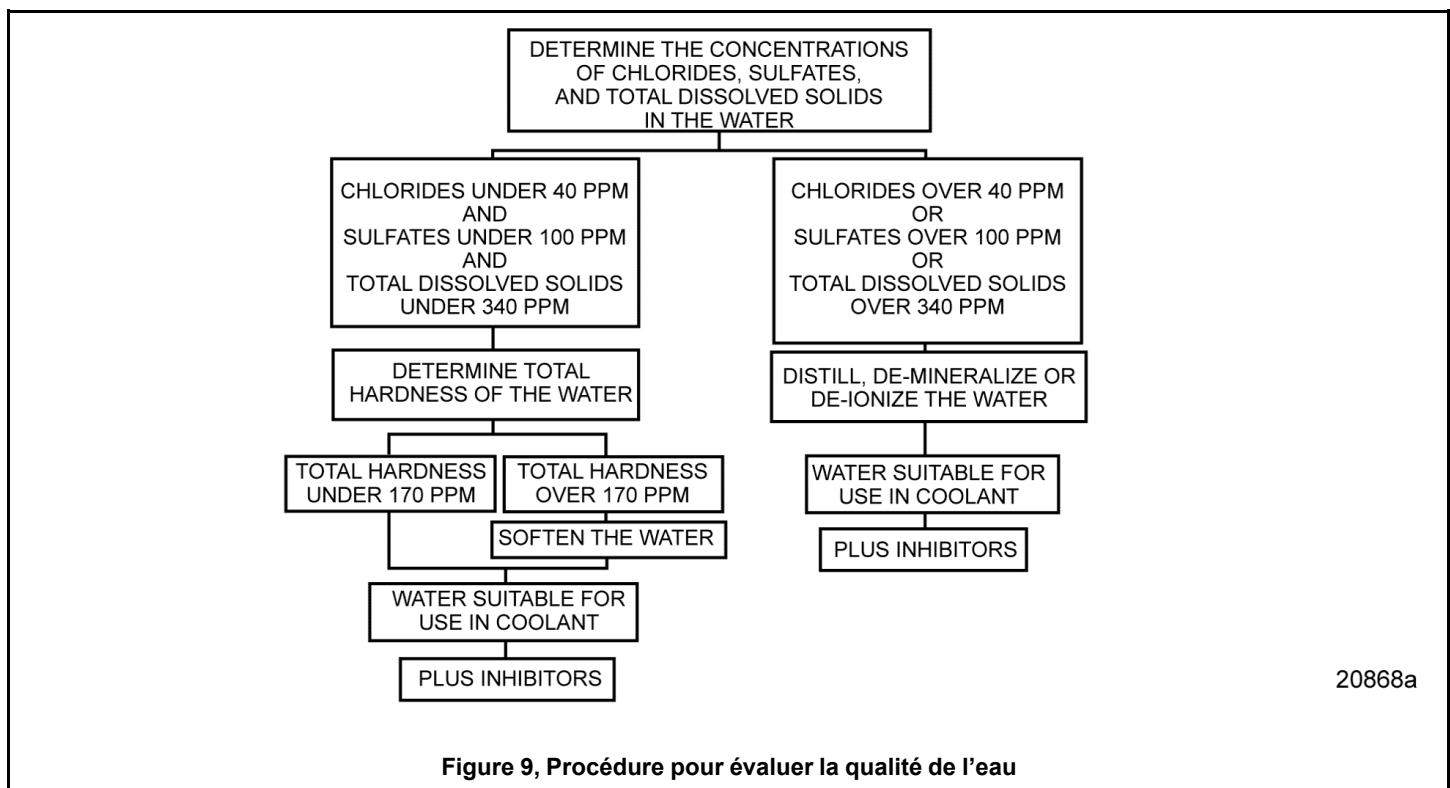 DETERMINE THE CONCENTRATIONS
OF CHLORIDES, SULFATES,
AND TOTAL DISSOLVED SOLIDS
IN THE WATER
CHLORIDES UNDER 40 PPM
AND
SULFATES UNDER 100 PPM
AND
TOTAL DISSOLVED SOLIDS
UNDER 340 PPM
CHLORIDES OVER 40 PPM
OR
SULFATES OVER 100 PPM
OR
TOTAL DISSOLVED SOLIDS
OVER 340 PPM
DETERMINE TOTAL
HARDNESS OF THE WATER
DISTILL, DE-MINERALIZE OR
DE-IONIZE THE WATER
TOTAL HARDNESS
UNDER 170 PPM
TOTAL HARDNESS
OVER 170 PPM
SOFTEN THE WATER
WATER SUITABLE FOR
USE IN COOLANT
PLUS INHIBITORS
WATER SUITABLE FOR
USE IN COOLANT
PLUS INHIBITORS
20868a
Figure 9, Procédure pour évaluer la qualité de l’eau